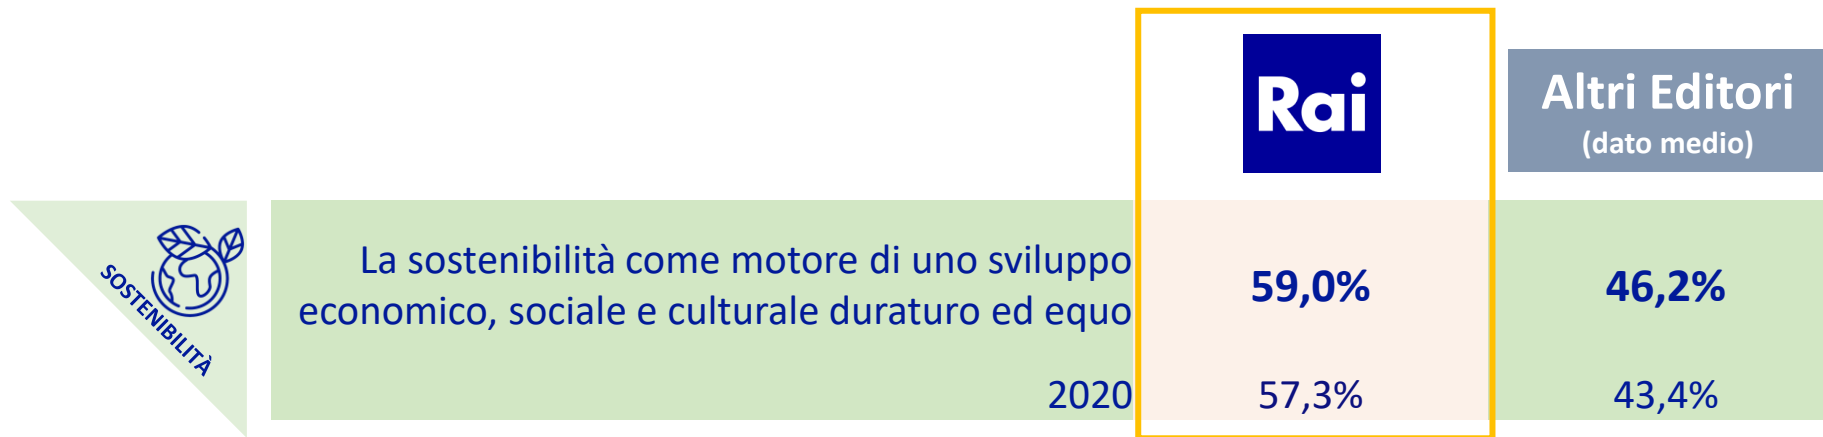 Rai
Altri Editori
(dato medio)
SOSTENIBILITÀ
La sostenibilità come motore di uno sviluppo
economico, sociale e culturale duraturo ed equo
59,0%
46,2%
2020
57,3%
43,4%